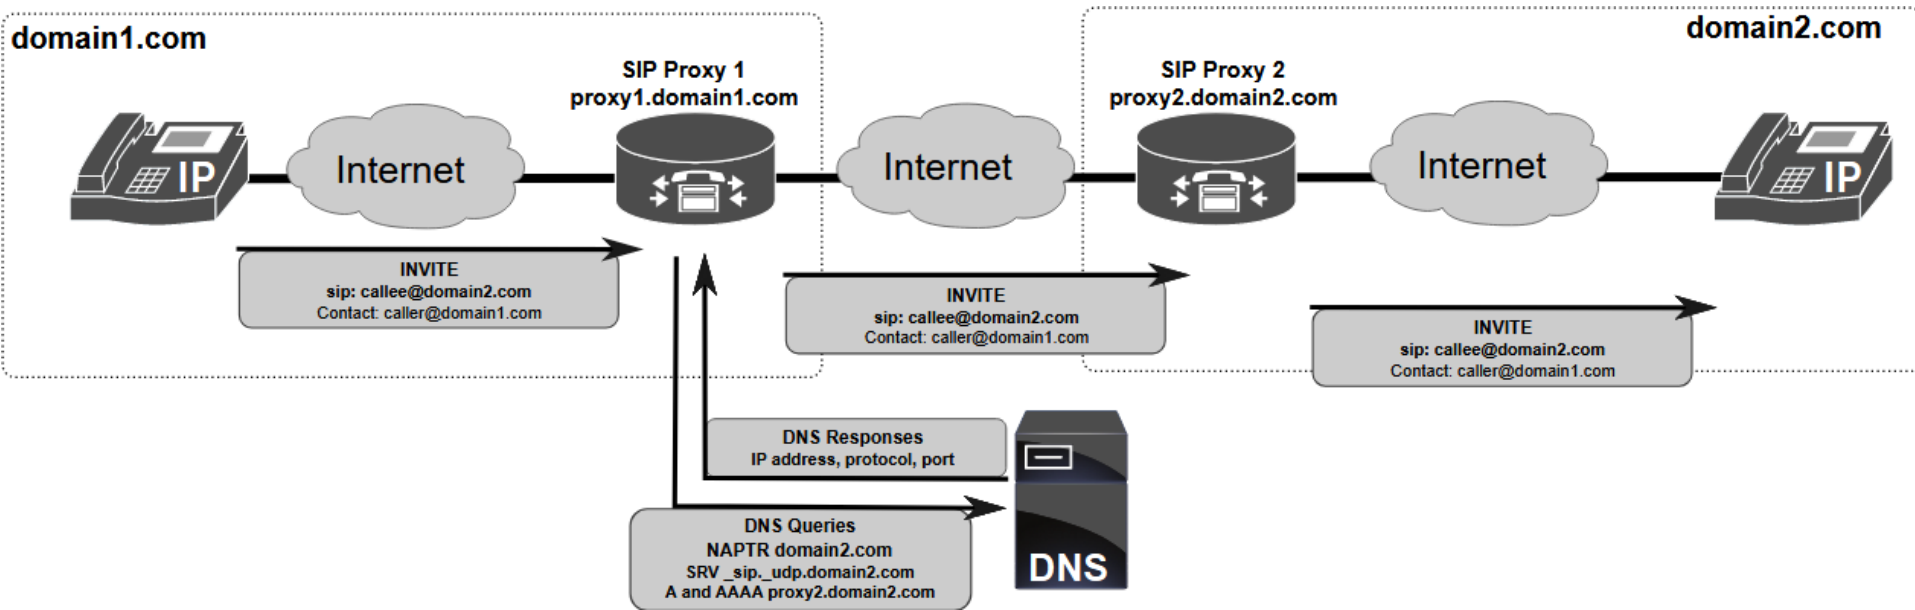 domain1.com
domain2.com
SIP Proxy 1
proxy1.domain1.com
SIP Proxy 2
proxy2.domain2.com
IP
Internet
Internet
Internet
IP
INVITE
sip: callee@domain2.com
Contact: caller@domain1.com
INVITE
sip: callee@domain2.com
Contact: caller@domain1.com
INVITE
sip: callee@domain2.com
Contact: caller@domain1.com
DNS Responses
IP address, protocol, port
DNS Queries
NAPTR domain2.com
SRV _sip._udp.domain2.com
A and AAAA proxy2.domain2.com
DNS